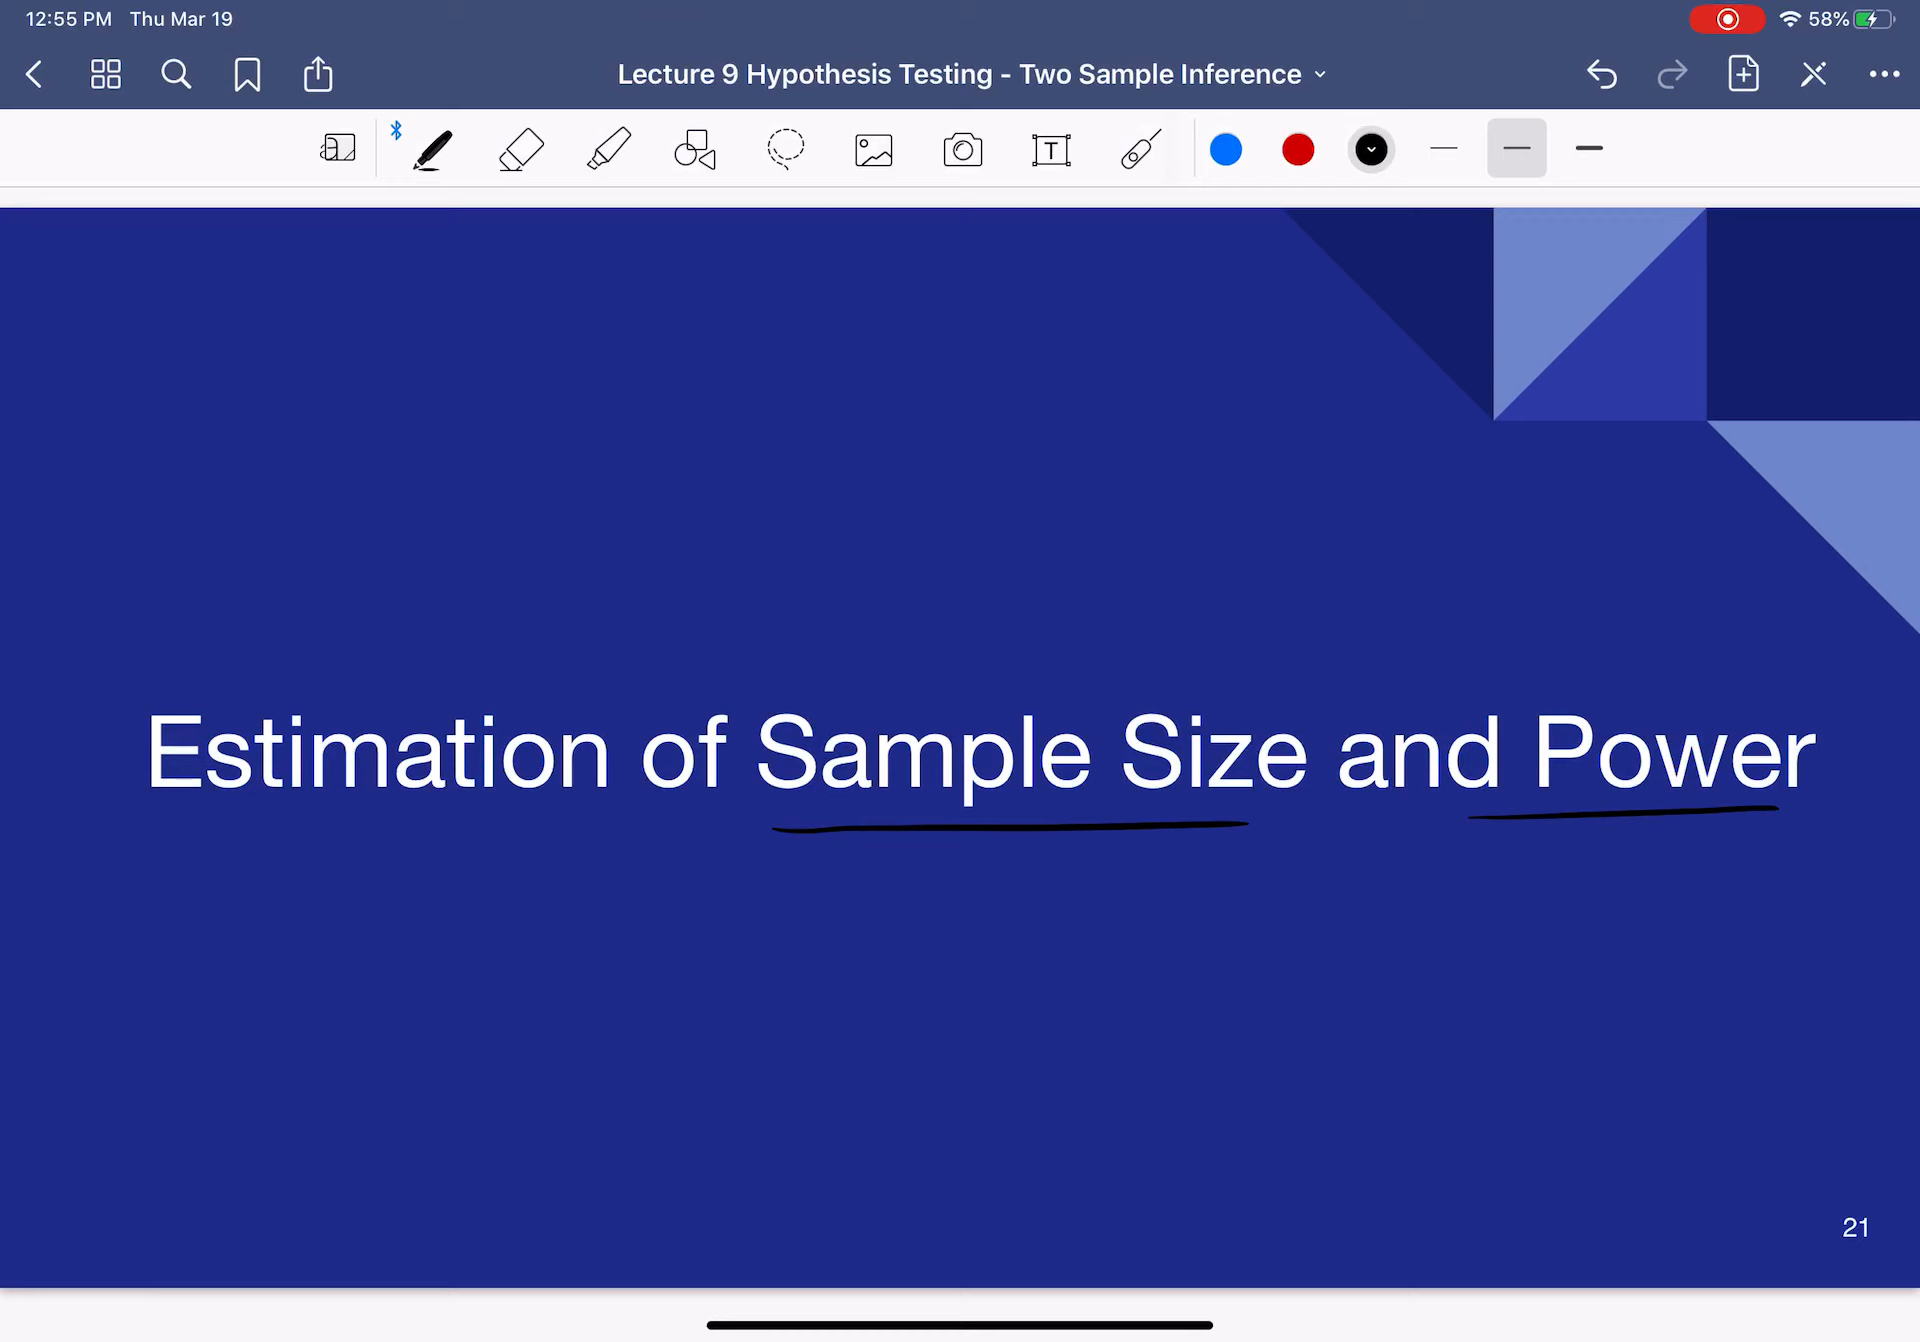 12:55 PM Thu Mar 19
58%
Lecture 9 Hypothesis Testing - Two Sample Inference
a
T
Estimation of Sample Size and Power
21